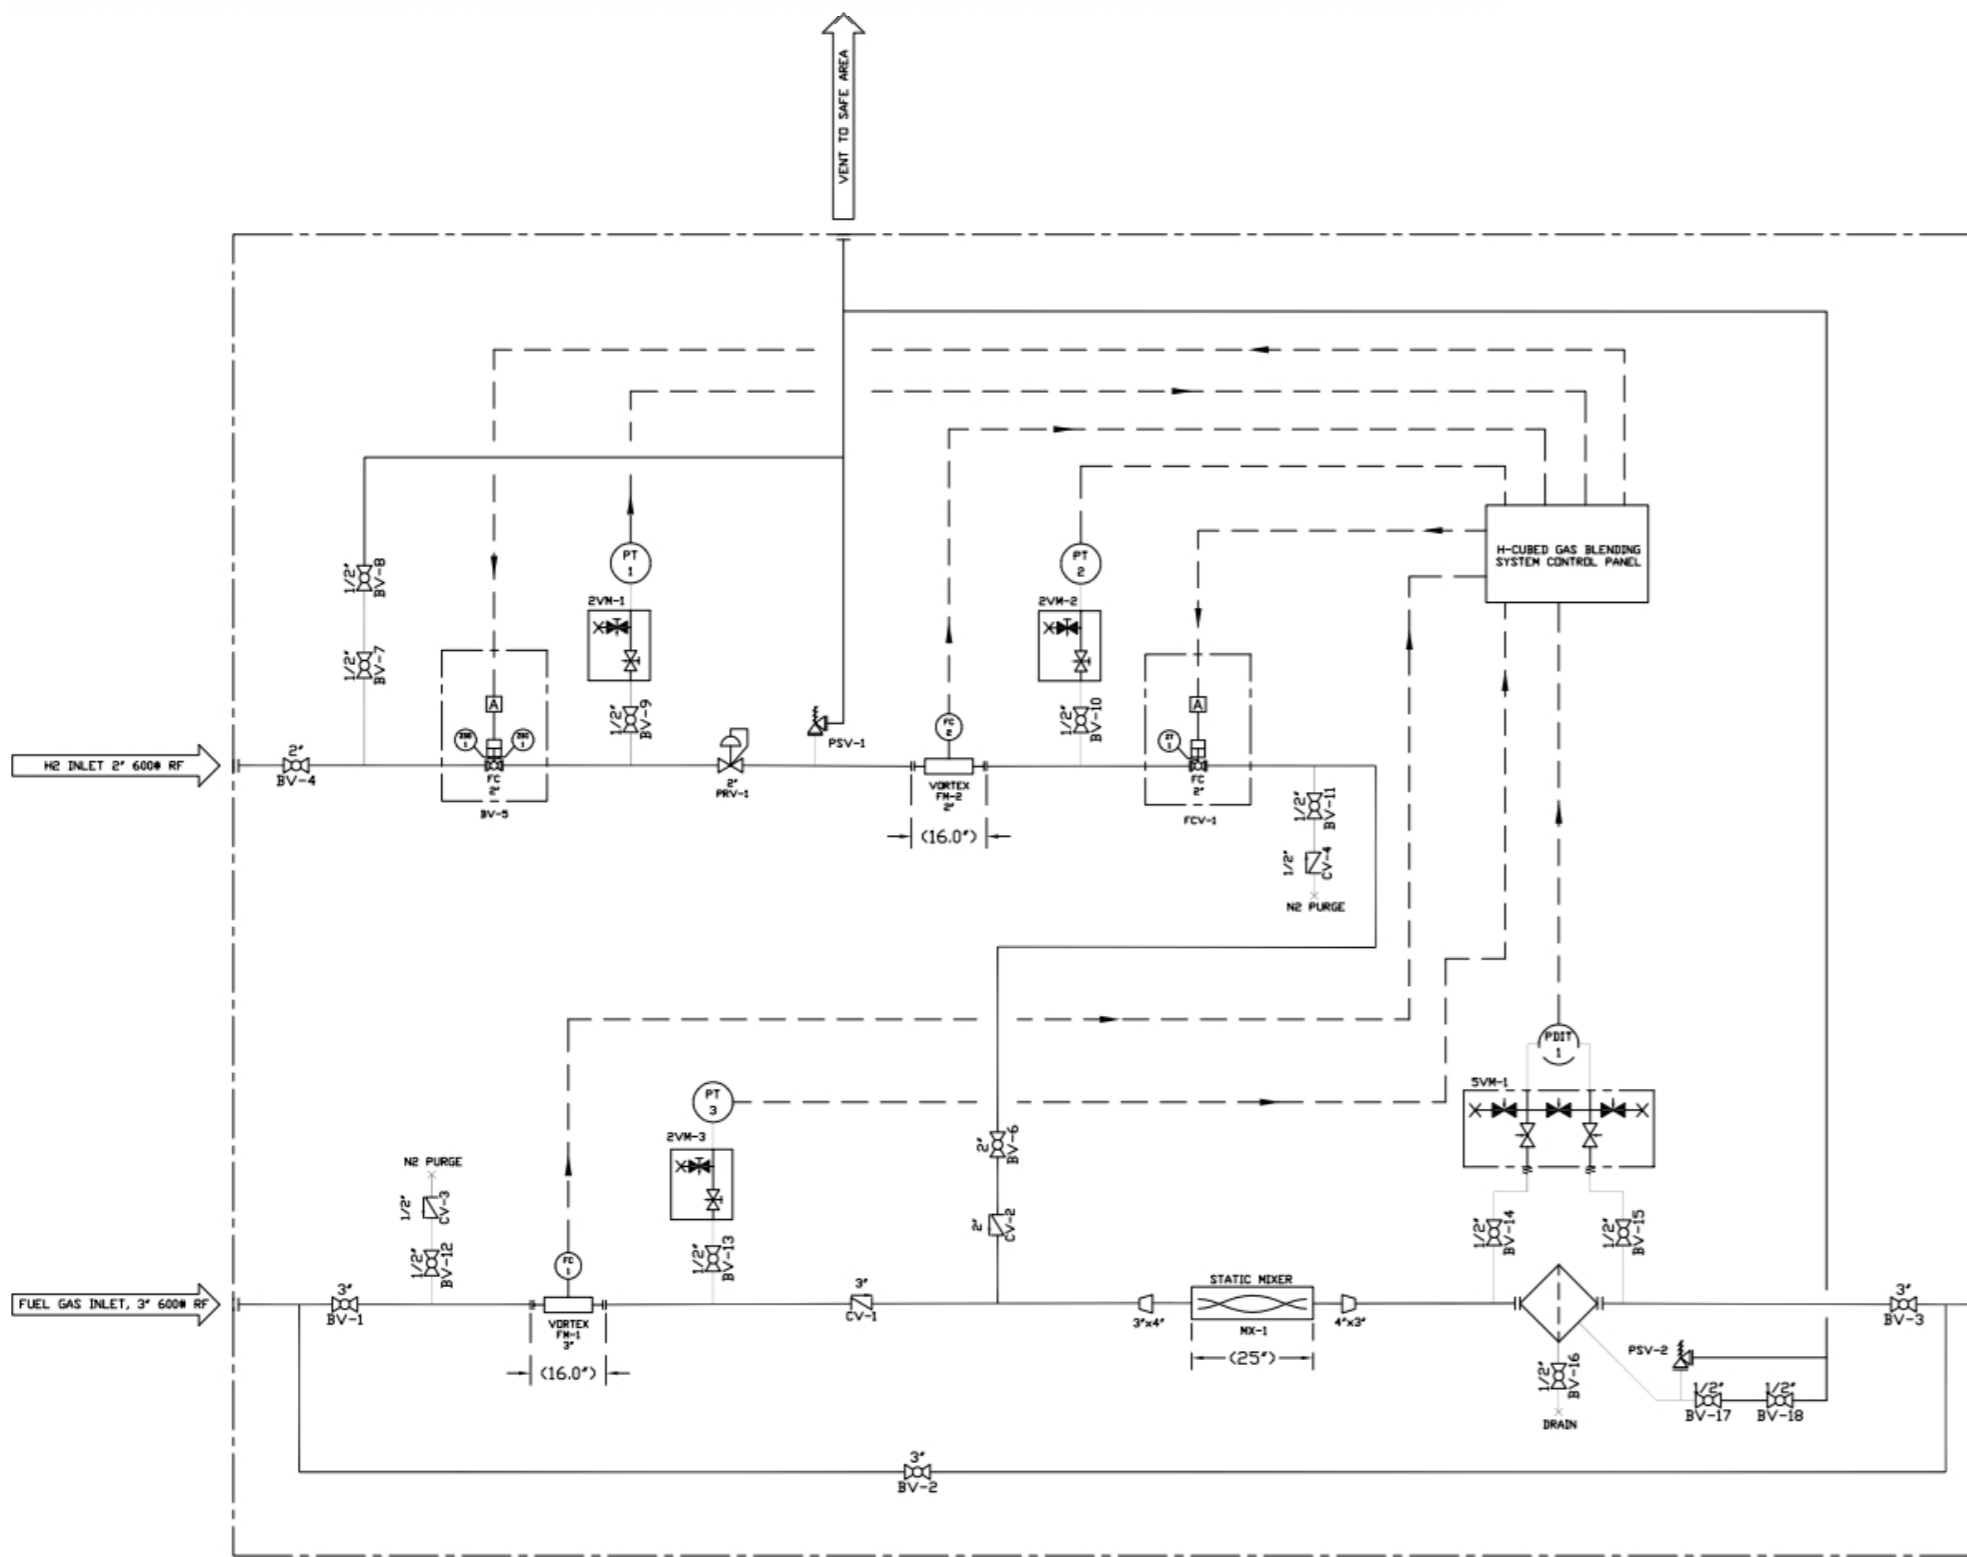 VENT TO SAFE AREA
H-CUBED GAS BLENDING
SYSTEM CONTROL PANEL
1/2"
BV-8
1/2"
BV-7
PT
1
2VM-1
1/2"
BV-9
PT
2
2VM-2
1/2"
BV-10
A
A
ZSO
1
ZSC
1
ZT
1
FC
2
H2 INLET 2" 600# RF
2"
BV-4
FC
2"
BV-5
2"
PRV-1
PSV-1
VORTEX
FM-2
2"
(16.0")
FC
2"
FCV-1
1/2"
BV-11
1/2"
CV-4
N2 PURGE
PDIT
1
5VM-1
PT
3
2VM-3
1/2"
BV-13
N2 PURGE
1/2"
CV-3
1/2"
BV-12
FC
1
2"
BV-6
2"
CV-2
1/2"
BV-14
1/2"
BV-15
FUEL GAS INLET, 3" 600# RF
3"
BV-1
VORTEX
FM-1
3"
(16.0")
3"
CV-1
3"x4"
STATIC MIXER
MX-1
(25")
4"x3"
1/2"
BV-16
DRAIN
PSV-2
1/2"
BV-17
1/2"
BV-18
3"
BV-3
3"
BV-2